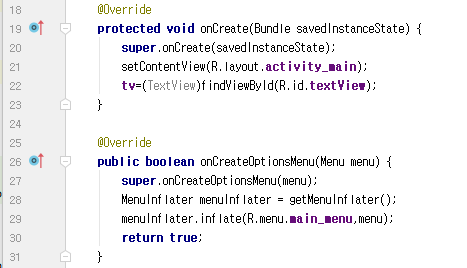 18 @Override
19 protected void onCreate(Bundle savedInstanceState) {
20 super.onCreate(savedInstanceState);
21 setContentView(R.layout.activity_main);
22 tv=(TextView)findViewById(R.id.textView);
23 }
24
25 @Override
26 public boolean onCreateOptionsMenu(Menu menu) {
27 super.onCreateOptionsMenu(menu);
28 MenuInflater menuInflater = getMenuInflater();
29 menuInflater.inflate(R.menu.main_menu,menu);
30 return true;
31 }